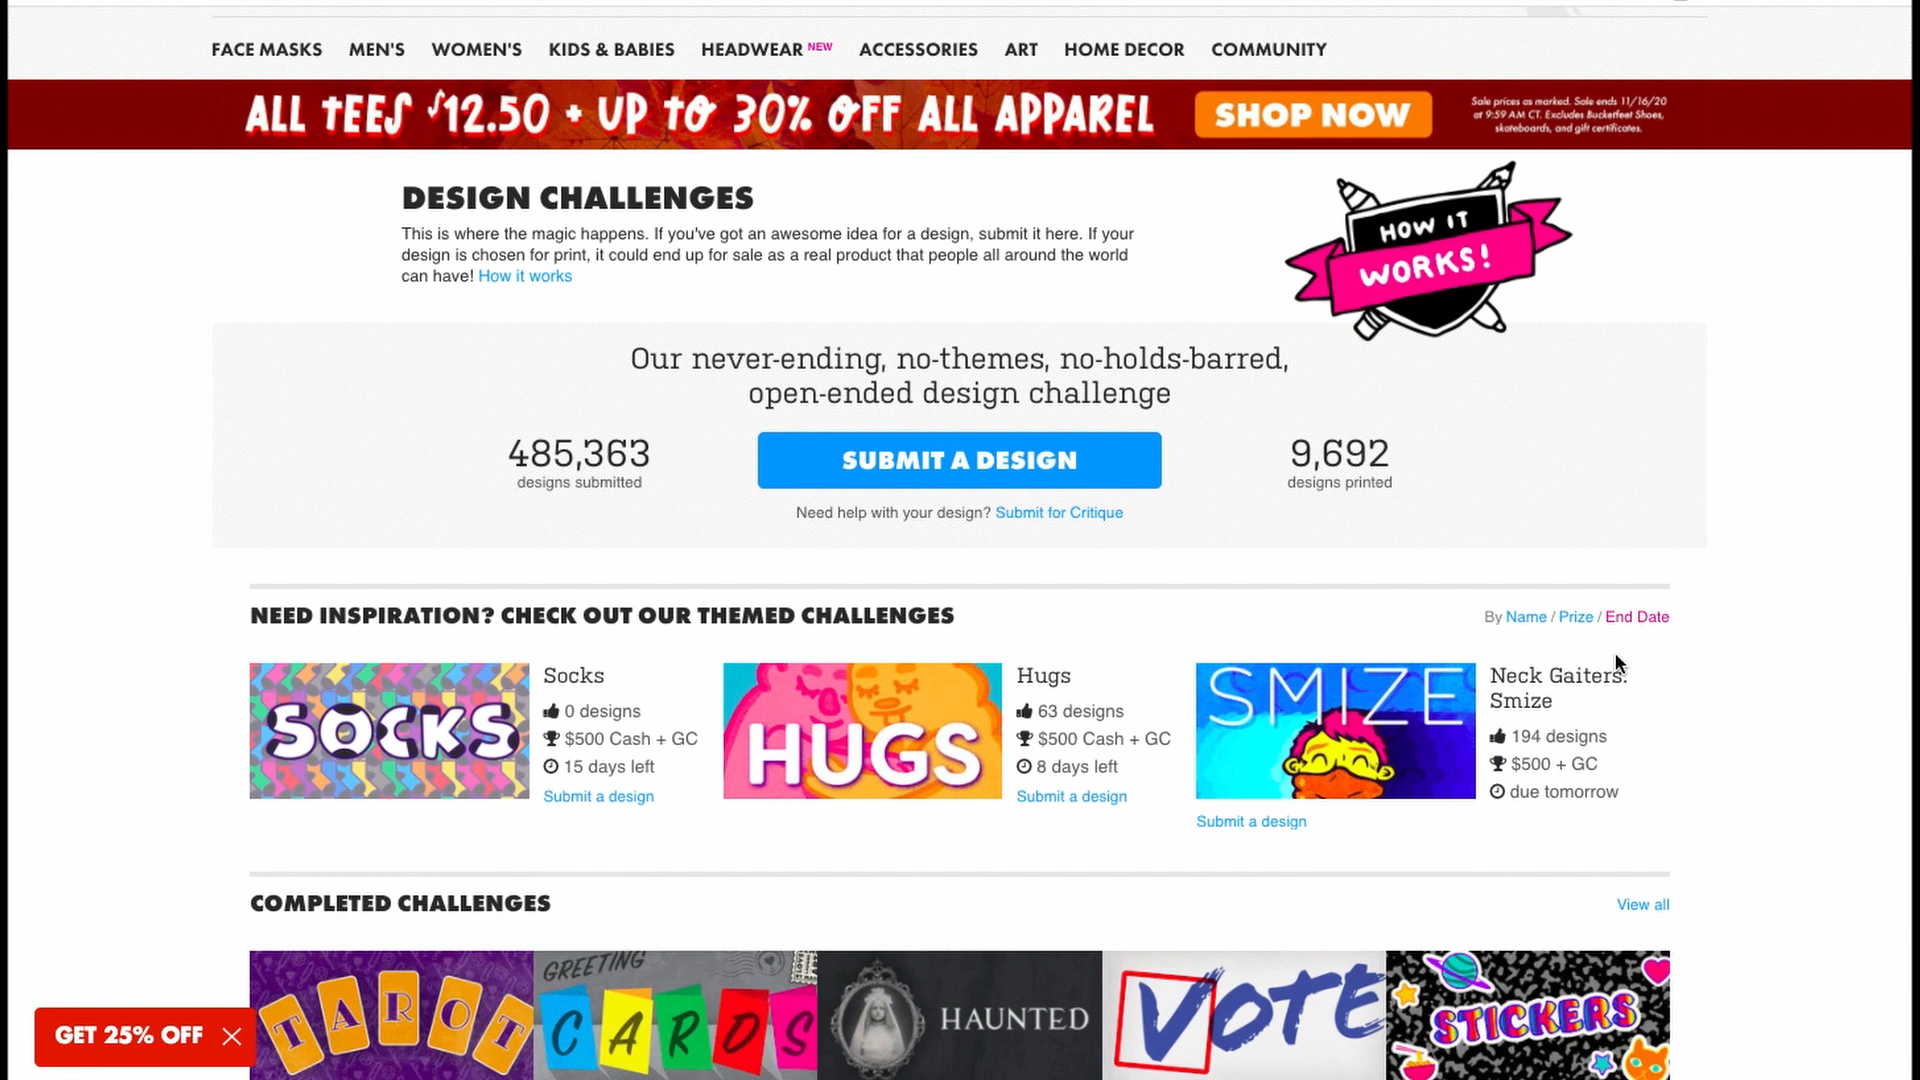 FACE MASKS MEN'S WOMEN'S KIDS & BABIES HEADWEAR NEW ACCESSORIES ART HOME DECOR COMMUNITY
ALL TEES $12.50 + UP TO 30% OFF ALL APPAREL
SHOP NOW
Sale prices as marked. Sale ends 11/16/20
at 9:59 AM CT. Excludes Bucketfeet Shoes,
skateboards, and gift certificates.
DESIGN CHALLENGES
This is where the magic happens. If you've got an awesome idea for a design, submit it here. If your
design is chosen for print, it could end up for sale as a real product that people all around the world
can have! How it works
HOW IT
WORKS!
Our never-ending, no-themes, no-holds-barred,
open-ended design challenge
485,363
designs submitted
SUBMIT A DESIGN
9,692
designs printed
Need help with your design? Submit for Critique
NEED INSPIRATION? CHECK OUT OUR THEMED CHALLENGES
By Name / Prize / End Date
SOCKS
Socks
0 designs
$500 Cash + GC
15 days left
Submit a design
HUGS
Hugs
63 designs
$500 Cash + GC
8 days left
Submit a design
SMIZE
Neck Gaiters:
Smize
194 designs
$500 + GC
due tomorrow
Submit a design
COMPLETED CHALLENGES
View all
TAROT
GREETING
CARDS
HAUNTED
VOTE
STICKERS
GET 25% OFF